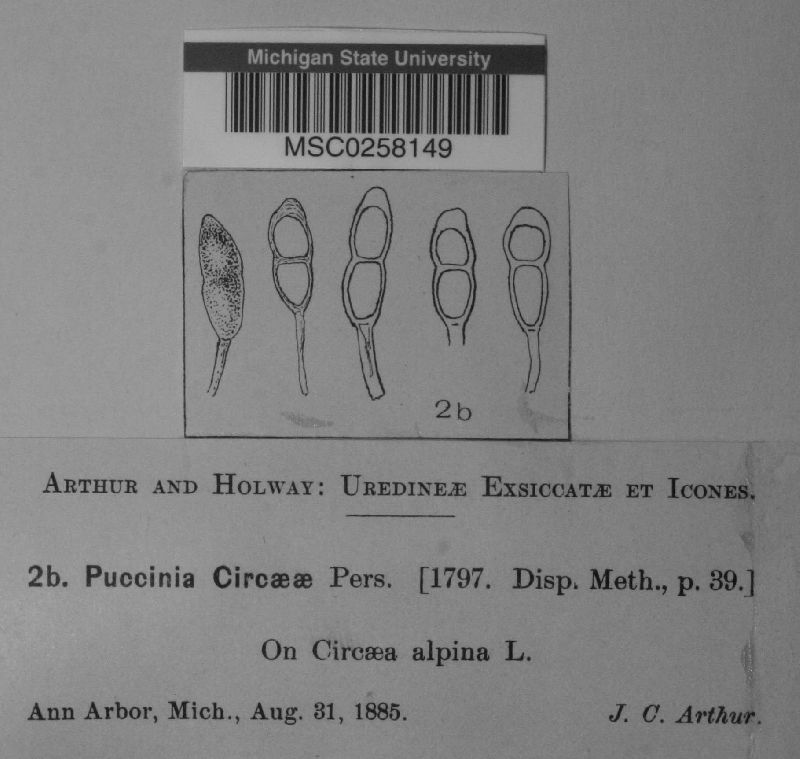 Michigan State University
MSC0258149
2b
ARTHUR AND HOLWAY: UREDINEÆ EXSICCATÆ ET ICONES.
2b. Puccinia Circææ Pers. [1797. Disp. Meth., p. 39.]
On Circæa alpina L.
Ann Arbor, Mich., Aug. 31, 1885. J. C. Arthur.